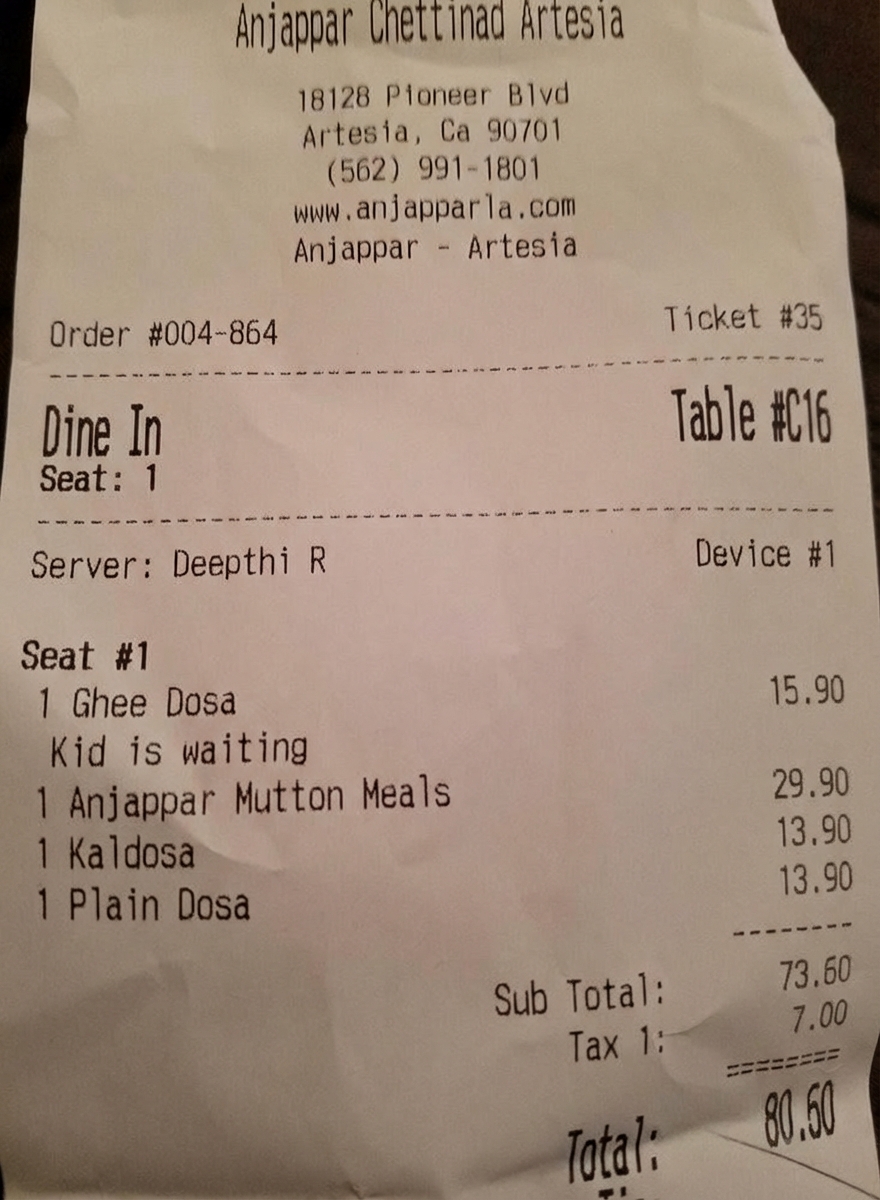 Anjappar Chettinad Artesia
18128 Pioneer Blvd
Artesia, Ca 90701
(562) 991-1801
www.anjapparla.com
Anjappar - Artesia
Order #004-864 Ticket #35
Dine In Table #C16
Seat: 1
Server: Deepthi R Device #1
Seat #1
1 Ghee Dosa 15.90
Kid is waiting
1 Anjappar Mutton Meals 29.90
1 Kaldosa 13.90
1 Plain Dosa 13.90
Sub Total: 73.60
Tax 1: 7.00
Total: 80.60